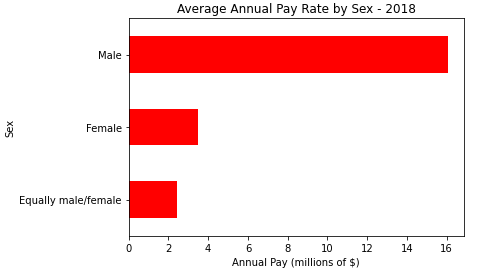 Average Annual Pay Rate by Sex - 2018
Male
Female
Equally male/female
Sex
0 2 4 6 8 10 12 14 16
Annual Pay (millions of $)